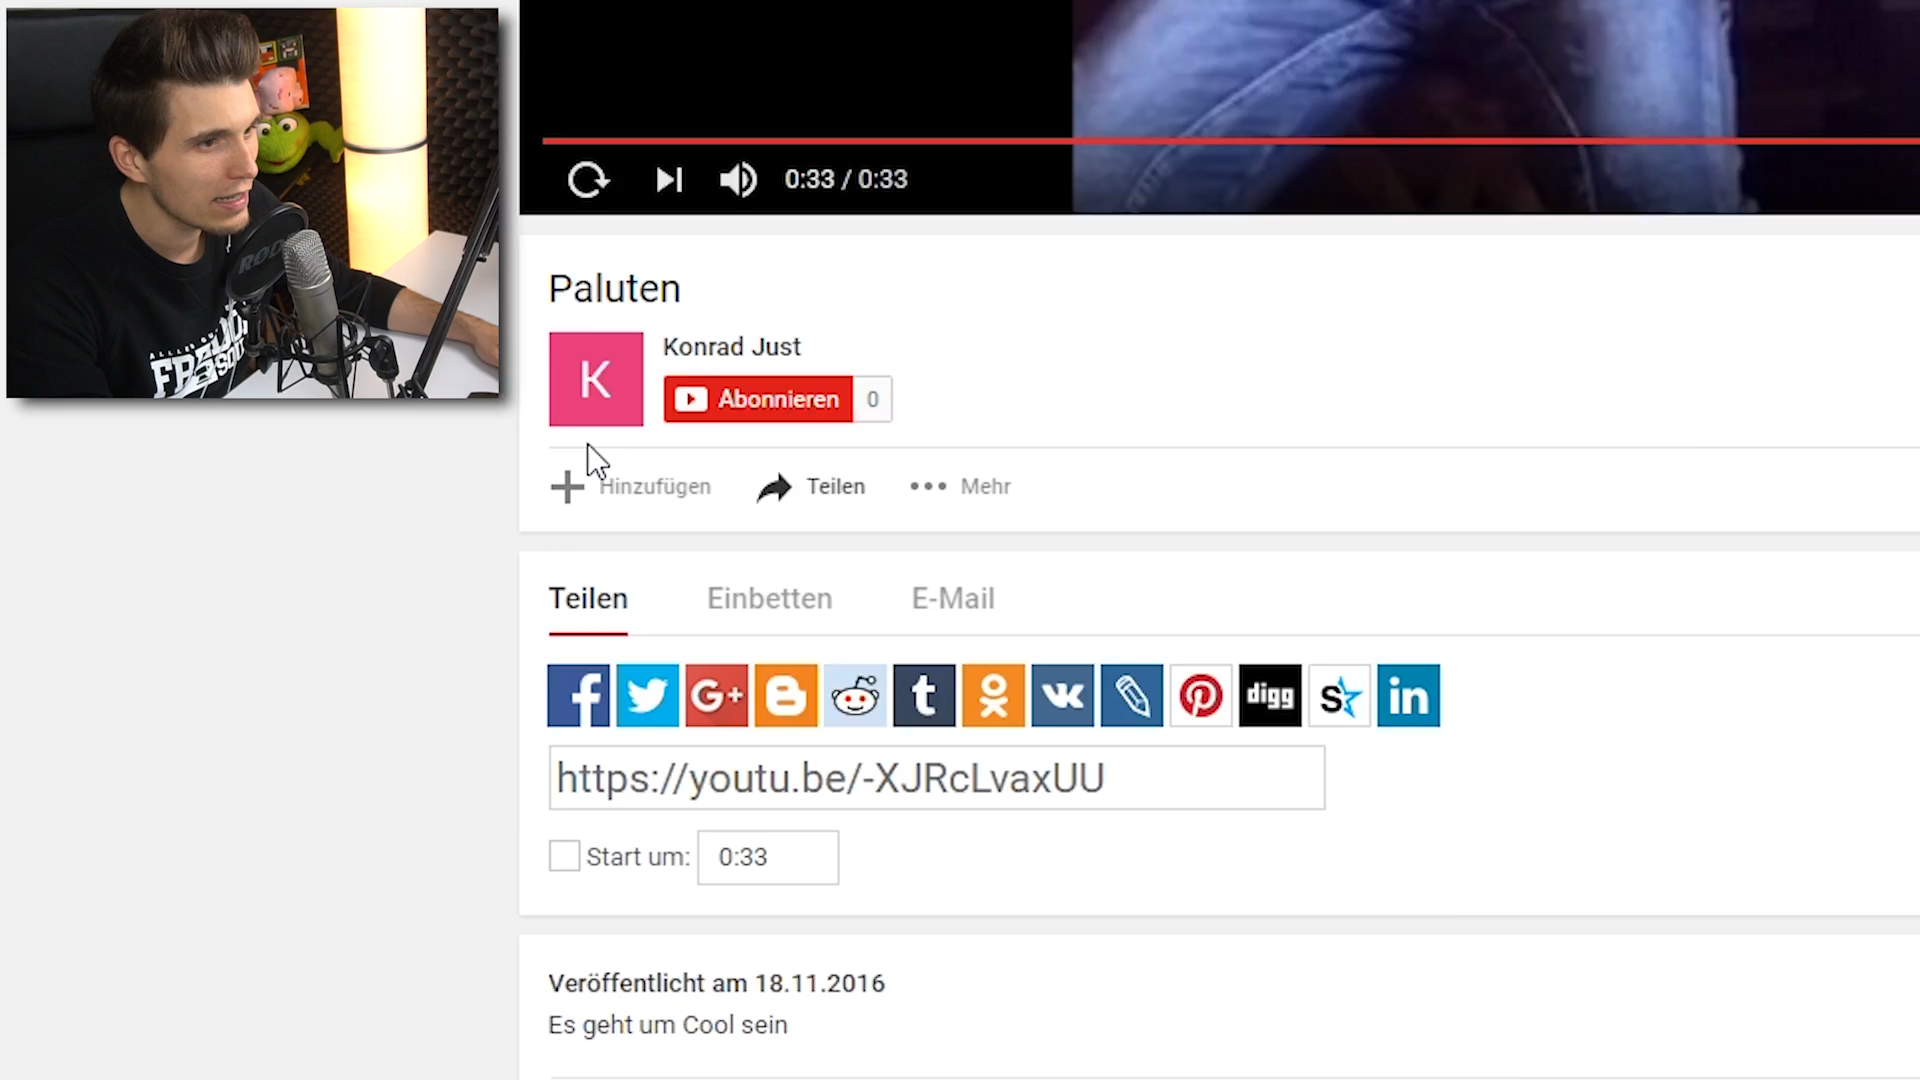 0:33 / 0:33
Paluten
K
Konrad Just
Abonnieren 0
Hinzufügen Teilen Mehr
Teilen Einbetten E-Mail
f G+ B t digg in
https://youtu.be/-XJRcLvaxUU
Start um: 0:33
Veröffentlicht am 18.11.2016
Es geht um Cool sein